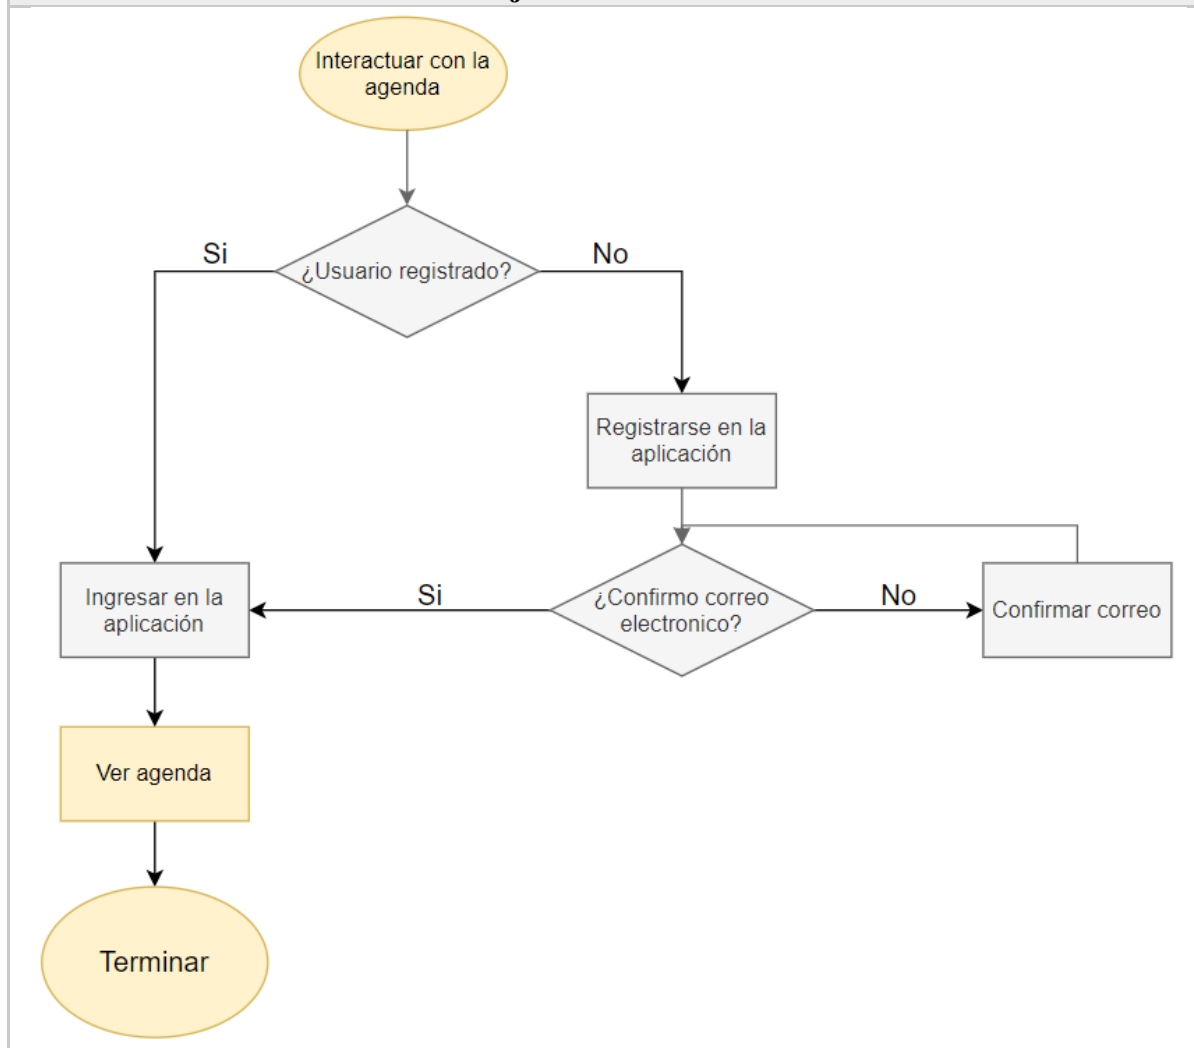 Interactuar con la
agenda
Si
¿Usuario registrado?
No
Registrarse en la
aplicación
Ingresar en la
aplicación
Si
¿Confirmo correo
electronico?
No
Confirmar correo
Ver agenda
Terminar